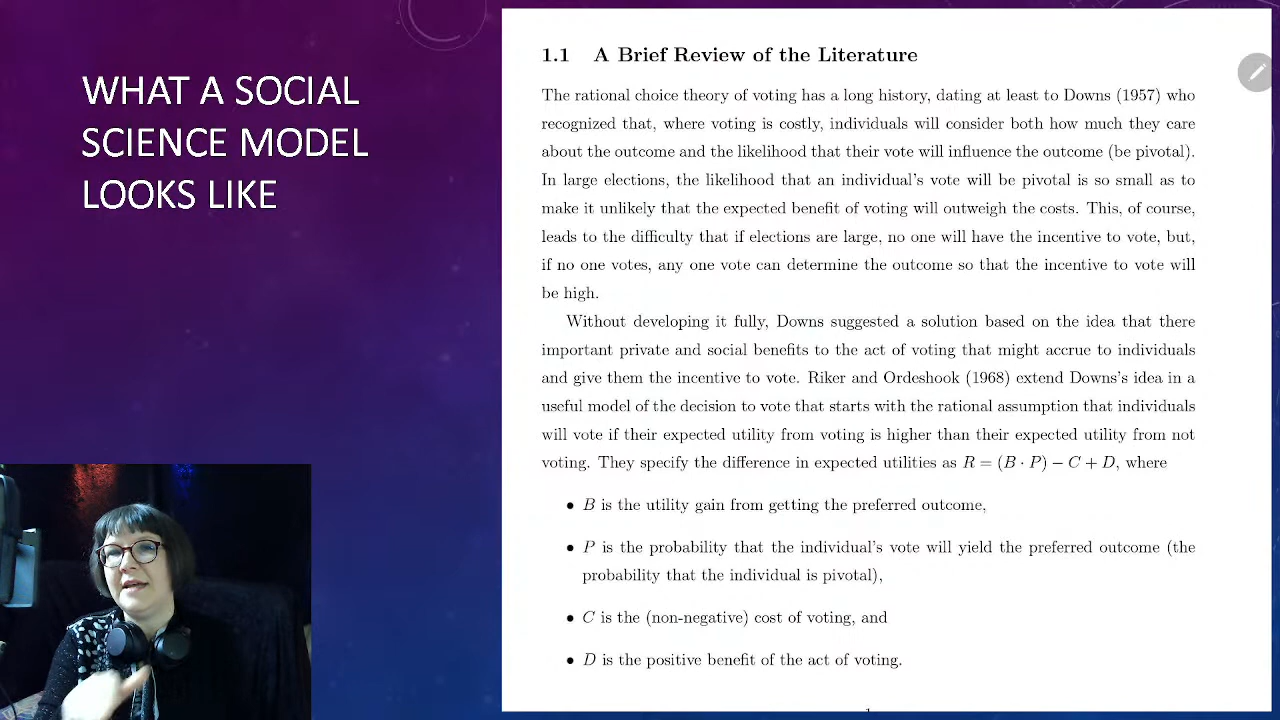 WHAT A SOCIAL
SCIENCE MODEL
LOOKS LIKE
1.1 A Brief Review of the Literature
The rational choice theory of voting has a long history, dating at least to Downs (1957) who
recognized that, where voting is costly, individuals will consider both how much they care
about the outcome and the likelihood that their vote will influence the outcome (be pivotal).
In large elections, the likelihood that an individual's vote will be pivotal is so small as to
make it unlikely that the expected benefit of voting will outweigh the costs. This, of course,
leads to the difficulty that if elections are large, no one will have the incentive to vote, but,
if no one votes, any one vote can determine the outcome so that the incentive to vote will
be high.
Without developing it fully, Downs suggested a solution based on the idea that there
important private and social benefits to the act of voting that might accrue to individuals
and give them the incentive to vote. Riker and Ordeshook (1968) extend Downs's idea in a
useful model of the decision to vote that starts with the rational assumption that individuals
will vote if their expected utility from voting is higher than their expected utility from not
voting. They specify the difference in expected utilities as R = (B · P) − C + D, where
• B is the utility gain from getting the preferred outcome,
• P is the probability that the individual's vote will yield the preferred outcome (the
probability that the individual is pivotal),
• C is the (non-negative) cost of voting, and
• D is the positive benefit of the act of voting.